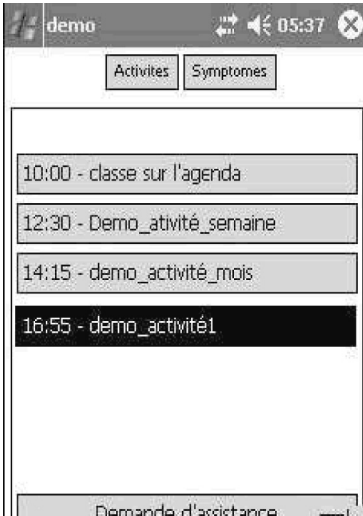 demo 05:37
Activites Symptomes
10:00 - classe sur l'agenda
12:30 - Demo_ativité_semaine
14:15 - demo_activité_mois
16:55 - demo_activité1
Demande d'assistance